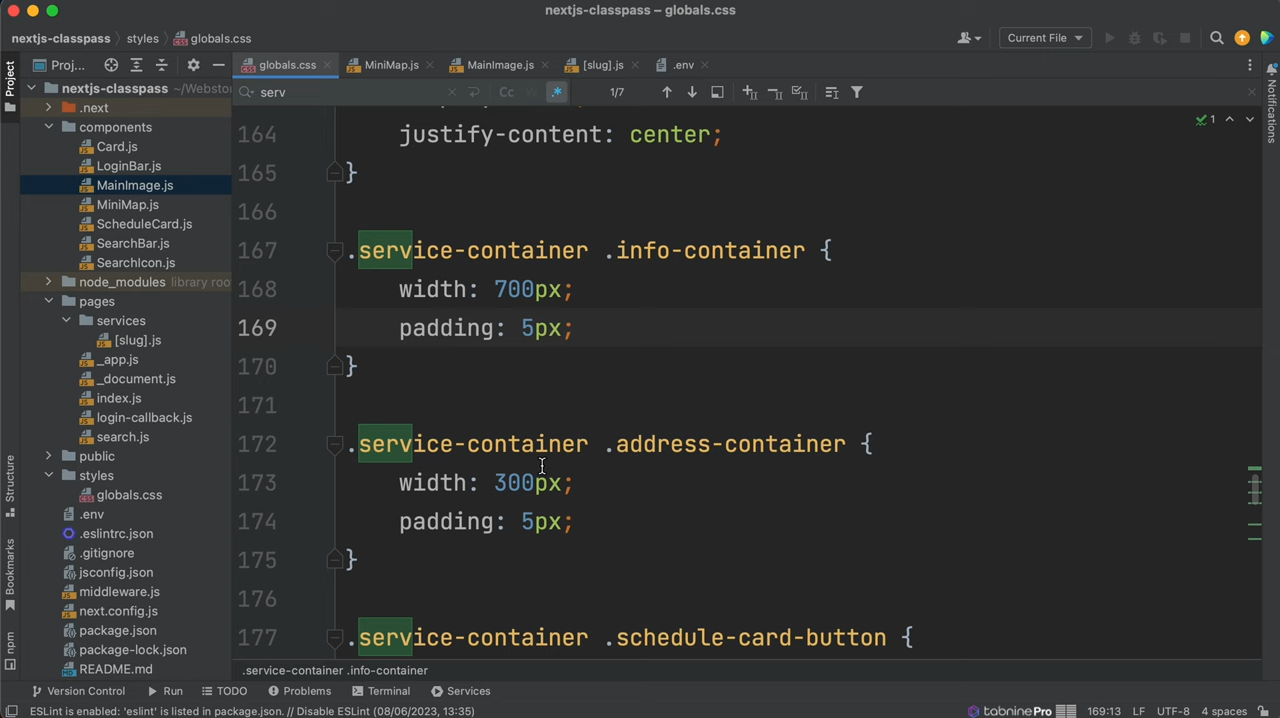 nextjs-classpass – globals.css
nextjs-classpass styles globals.css
Current File
Project
Proj...
globals.css MiniMap.js MainImage.js [slug].js .env
Notifications
nextjs-classpass ~/Webstor
.next
components
Card.js
LoginBar.js
MainImage.js
MiniMap.js
ScheduleCard.js
SearchBar.js
SearchIcon.js
node_modules library roo
pages
services
[slug].js
_app.js
_document.js
index.js
login-callback.js
search.js
public
styles
globals.css
.env
.eslintrc.json
.gitignore
jsconfig.json
middleware.js
next.config.js
package.json
package-lock.json
README.md
Structure
Bookmarks
npm
serv Cc W .* 1/7
1
164 justify-content: center;
165 }
166
167 .service-container .info-container {
168 width: 700px;
169 padding: 5px;
170 }
171
172 .service-container .address-container {
173 width: 300px;
174 padding: 5px;
175 }
176
177 .service-container .schedule-card-button {
.service-container .info-container
Version Control Run TODO Problems Terminal Services
ESLint is enabled: 'eslint' is listed in package.json. // Disable ESLint (08/06/2023, 13:35) tabnine Pro 169:13 LF UTF-8 4 spaces